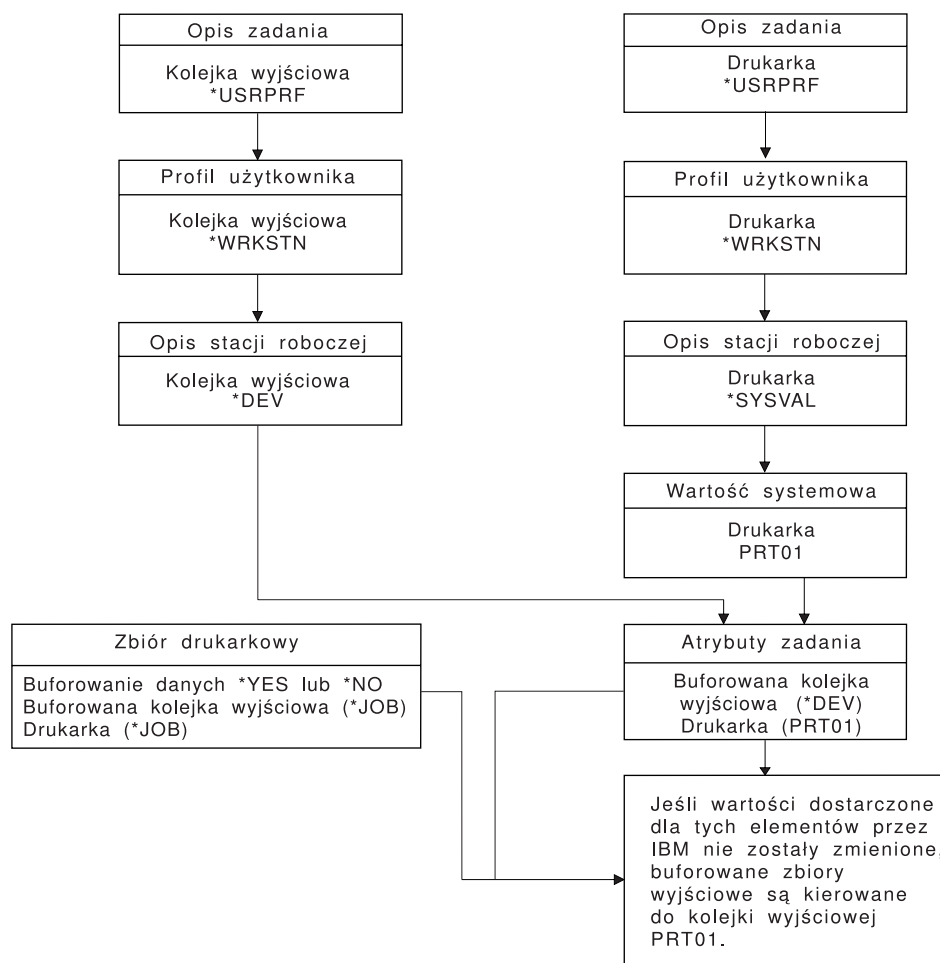 Opis zadania
Kolejka wyjściowa
*USRPRF
Opis zadania
Drukarka
*USRPRF
Profil użytkownika
Kolejka wyjściowa
*WRKSTN
Profil użytkownika
Drukarka
*WRKSTN
Opis stacji roboczej
Kolejka wyjściowa
*DEV
Opis stacji roboczej
Drukarka
*SYSVAL
Wartość systemowa
Drukarka
PRT01
Zbiór drukarkowy
Buforowanie danych *YES lub *NO
Buforowana kolejka wyjściowa (*JOB)
Drukarka (*JOB)
Atrybuty zadania
Buforowana kolejka
wyjściowa (*DEV)
Drukarka (PRT01)
Jeśli wartości dostarczone
dla tych elementów przez
IBM nie zostały zmienione,
buforowane zbiory
wyjściowe są kierowane
do kolejki wyjściowej
PRT01.